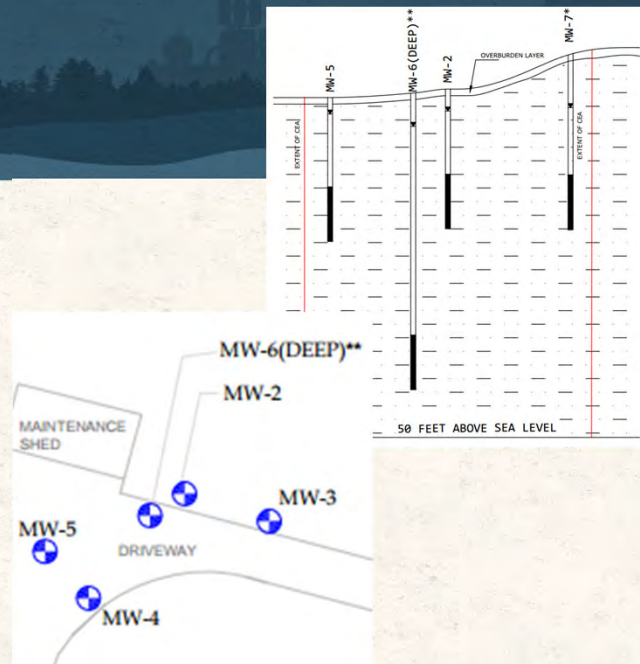 MW-5
MW-6(DEEP)**
MW-2
MW-7*
OVERBURDEN LAYER
EXTENT OF CEA
EXTENT OF CEA
50 FEET ABOVE SEA LEVEL
MW-6(DEEP)**
MW-2
MAINTENANCE
SHED
MW-3
MW-5
DRIVEWAY
MW-4